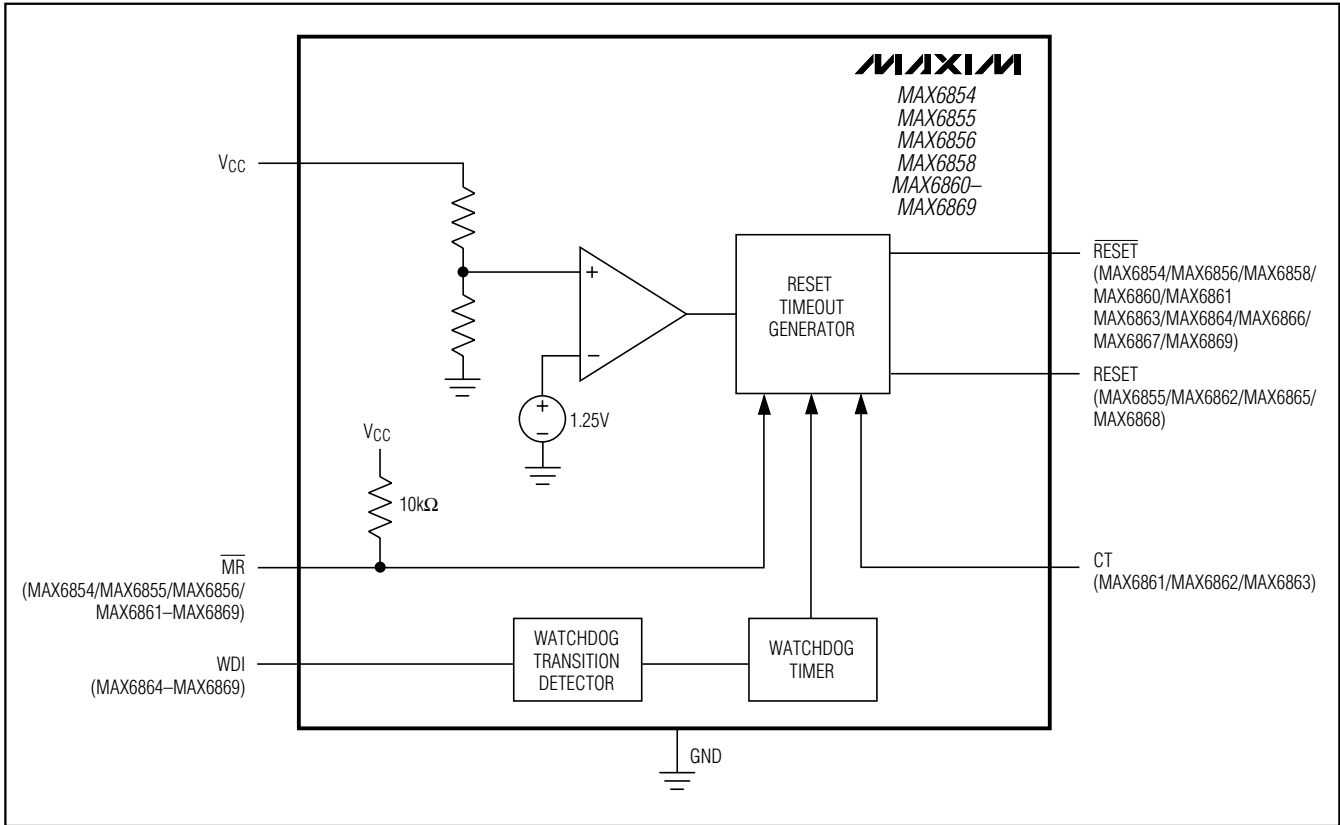 MAXIM
MAX6854
MAX6855
MAX6856
MAX6858
MAX6860–
MAX6869
VCC
+
−
+
−
1.25V
RESET
TIMEOUT
GENERATOR
RESET
(MAX6854/MAX6856/MAX6858/
MAX6860/MAX6861
MAX6863/MAX6864/MAX6866/
MAX6867/MAX6869)
RESET
(MAX6855/MAX6862/MAX6865/
MAX6868)
VCC
10kΩ
MR
(MAX6854/MAX6855/MAX6856/
MAX6861–MAX6869)
CT
(MAX6861/MAX6862/MAX6863)
WDI
(MAX6864–MAX6869)
WATCHDOG
TRANSITION
DETECTOR
WATCHDOG
TIMER
GND